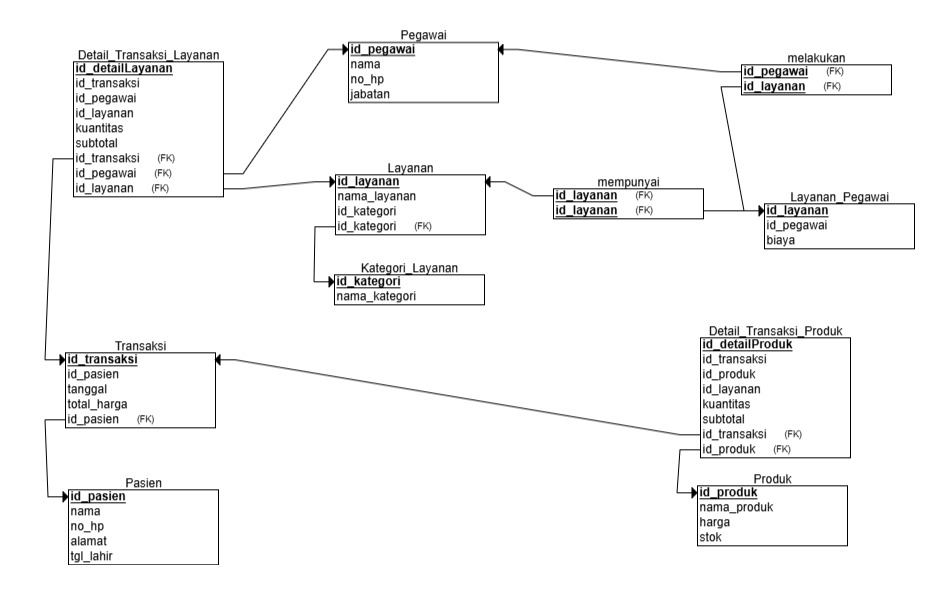 Detail_Transaksi_Layanan
id_detailLayanan
id_transaksi
id_pegawai
id_layanan
kuantitas
subtotal
id_transaksi (FK)
id_pegawai (FK)
id_layanan (FK)
Pegawai
id_pegawai
nama
no_hp
jabatan
melakukan
id_pegawai (FK)
id_layanan (FK)
Layanan
id_layanan
nama_layanan
id_kategori
id_kategori (FK)
mempunyai
id_layanan (FK)
id_layanan (FK)
Layanan_Pegawai
id_layanan
id_pegawai
biaya
Kategori_Layanan
id_kategori
nama_kategori
Transaksi
id_transaksi
id_pasien
tanggal
total_harga
id_pasien (FK)
Detail_Transaksi_Produk
id_detailProduk
id_transaksi
id_produk
id_layanan
kuantitas
subtotal
id_transaksi (FK)
id_produk (FK)
Pasien
id_pasien
nama
no_hp
alamat
tgl_lahir
Produk
id_produk
nama_produk
harga
stok